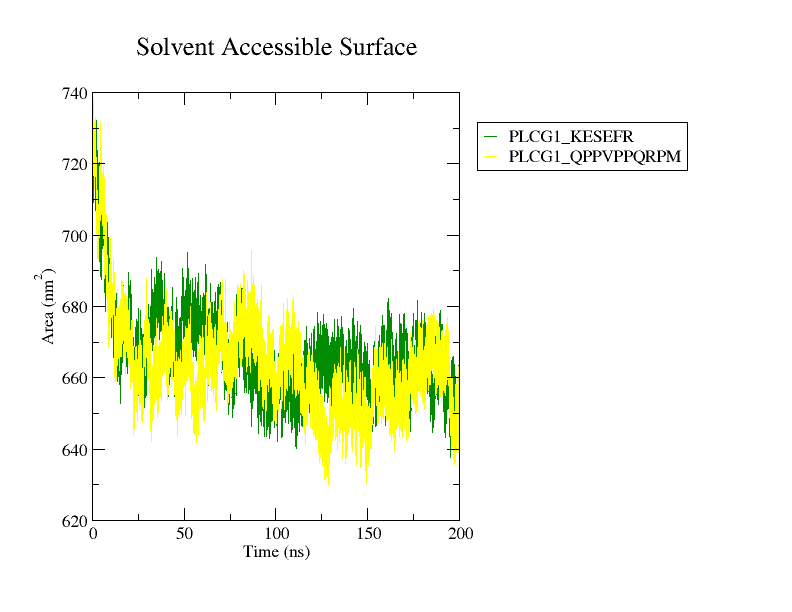 Solvent Accessible Surface
740
720
700
680
660
640
620
Area (nm²)
0 50 100 150 200
Time (ns)
PLCG1_KESEFR
PLCG1_QPPVPPQRPM